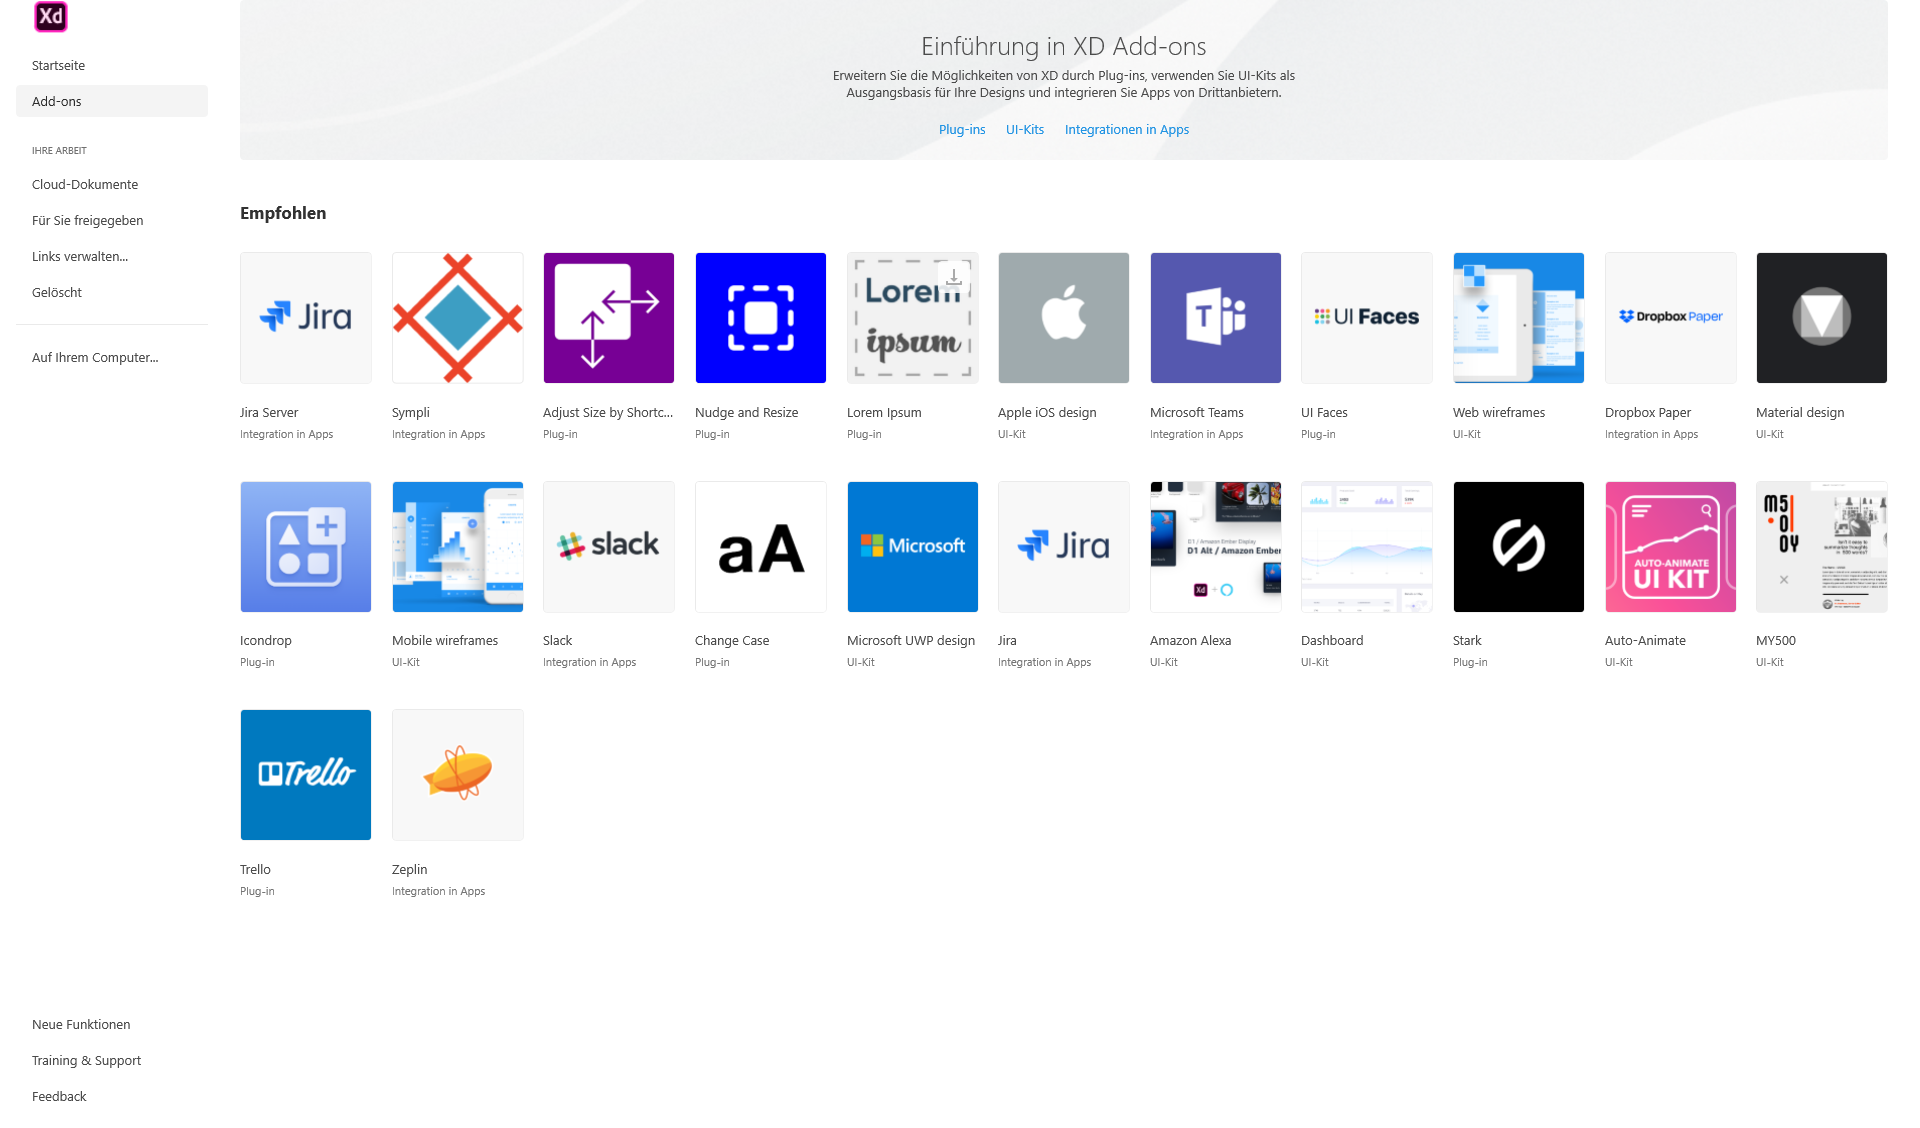 Xd
Startseite
Add-ons
IHRE ARBEIT
Cloud-Dokumente
Für Sie freigegeben
Links verwalten...
Gelöscht
Auf Ihrem Computer...
Neue Funktionen
Training & Support
Feedback
Einführung in XD Add-ons
Erweitern Sie die Möglichkeiten von XD durch Plug-ins, verwenden Sie UI-Kits als
Ausgangsbasis für Ihre Designs und integrieren Sie Apps von Drittanbietern.
Plug-ins UI-Kits Integrationen in Apps
Empfohlen
Jira
Jira Server
Integration in Apps
Sympli
Integration in Apps
Adjust Size by Shortc...
Plug-in
Nudge and Resize
Plug-in
Lorem
ipsum
Lorem Ipsum
Plug-in
Apple iOS design
UI-Kit
T
Microsoft Teams
Integration in Apps
UI Faces
UI Faces
Plug-in
Web wireframes
UI-Kit
Dropbox Paper
Dropbox Paper
Integration in Apps
Material design
UI-Kit
Icondrop
Plug-in
Mobile wireframes
UI-Kit
slack
Slack
Integration in Apps
aA
Change Case
Plug-in
Microsoft
Microsoft UWP design
UI-Kit
Jira
Jira
Integration in Apps
D1 / Amazon Ember Display
D1 Alt / Amazon Ember
Xd
Amazon Alexa
UI-Kit
Dashboard
UI-Kit
Stark
Plug-in
AUTO-ANIMATE
UI KIT
Auto-Animate
UI-Kit
MY500
UI-Kit
Trello
Trello
Plug-in
Zeplin
Integration in Apps